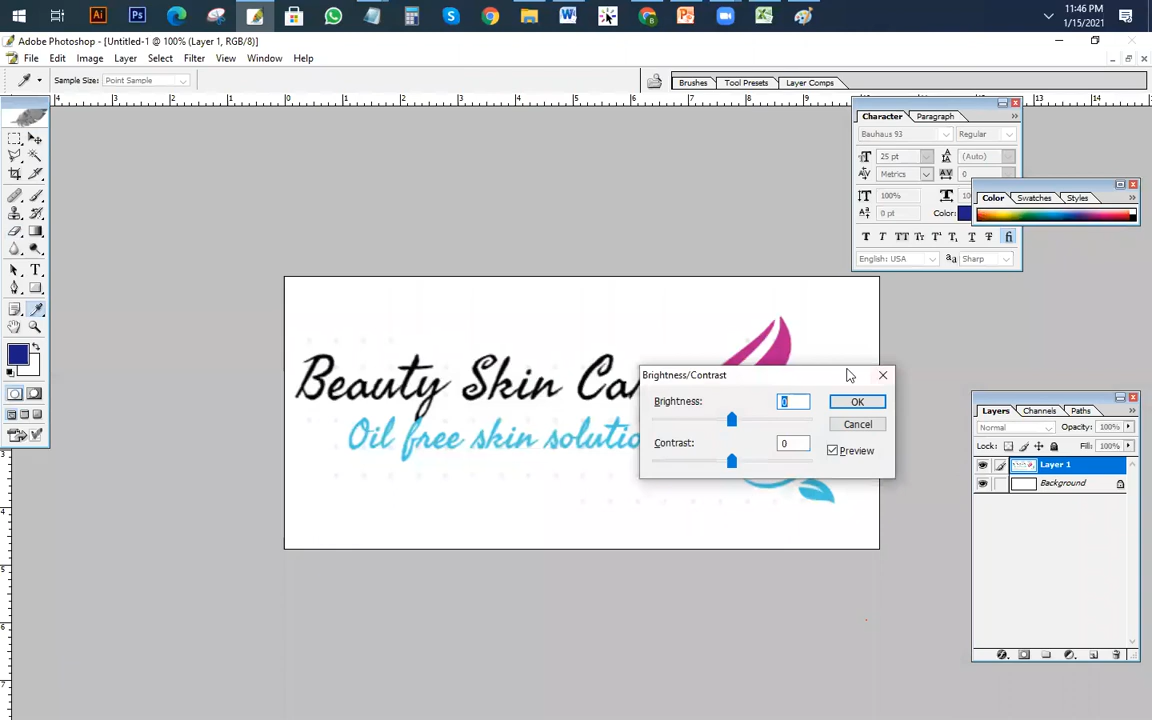 11:46 PM
1/15/2021
Adobe Photoshop - [Untitled-1 @ 100% (Layer 1, RGB/8)]
File Edit Image Layer Select Filter View Window Help
Sample Size: Point Sample
Brushes Tool Presets Layer Comps
Character Paragraph
Bauhaus 93 Regular
25 pt (Auto)
Metrics 0
100%
0 pt Color:
English: USA aa Sharp
Color Swatches Styles
Beauty Skin
Oil free skin
Brightness/Contrast
Brightness: 0 OK
Cancel
Contrast: 0
Preview
Layers Channels Paths
Normal Opacity: 100%
Lock: Fill: 100%
Layer 1
Background